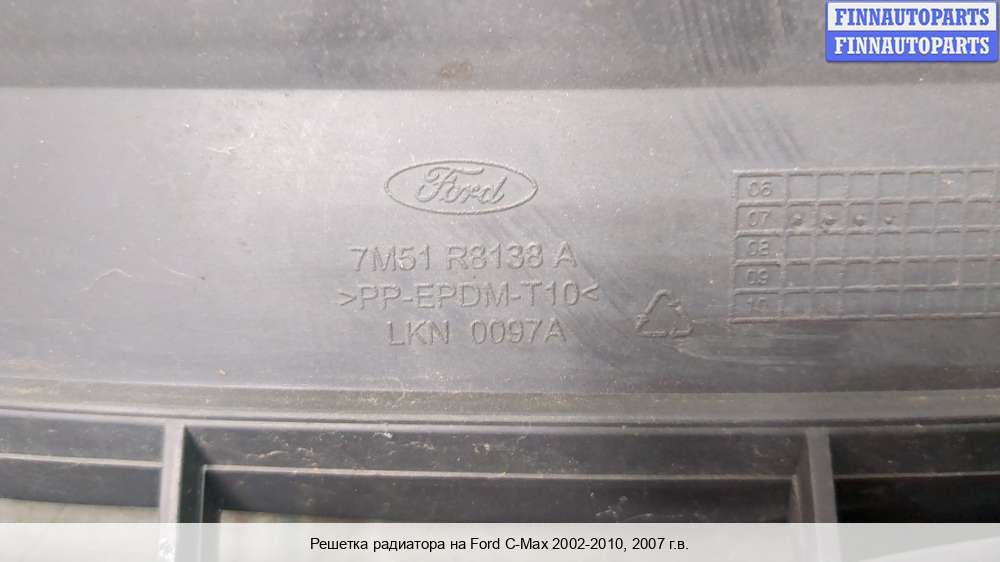 FINNAUTOPARTS
FINNAUTOPARTS
Ford
7M51 R8138 A
>PP-EPDM-T10<
LKN 0097A
06
07
08
09
10
Решетка радиатора на Ford C-Max 2002-2010, 2007 г.в.